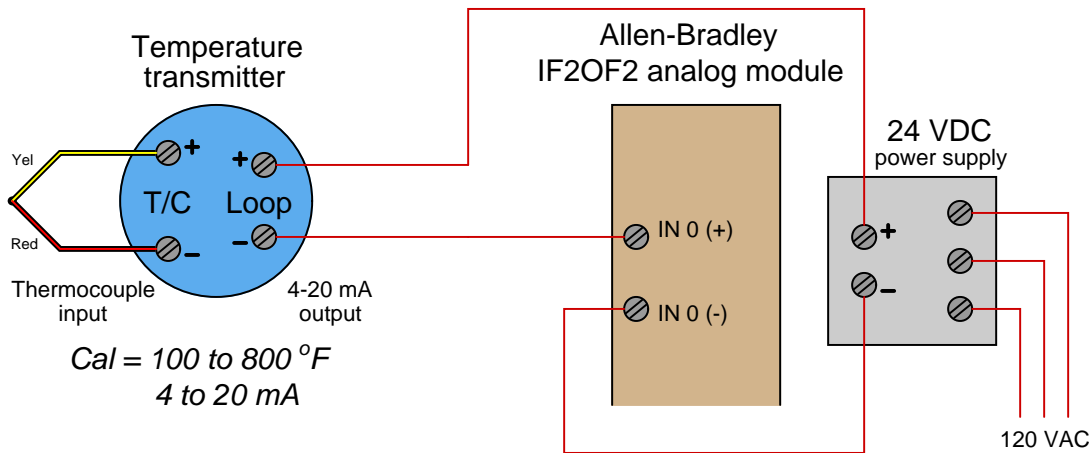 Temperature
transmitter
Allen-Bradley
IF2OF2 analog module
24 VDC
power supply
Yel
Red
+
+
T/C
Loop
−
−
IN 0 (+)
IN 0 (-)
+
−
Thermocouple
input
4-20 mA
output
Cal = 100 to 800 °F
4 to 20 mA
120 VAC